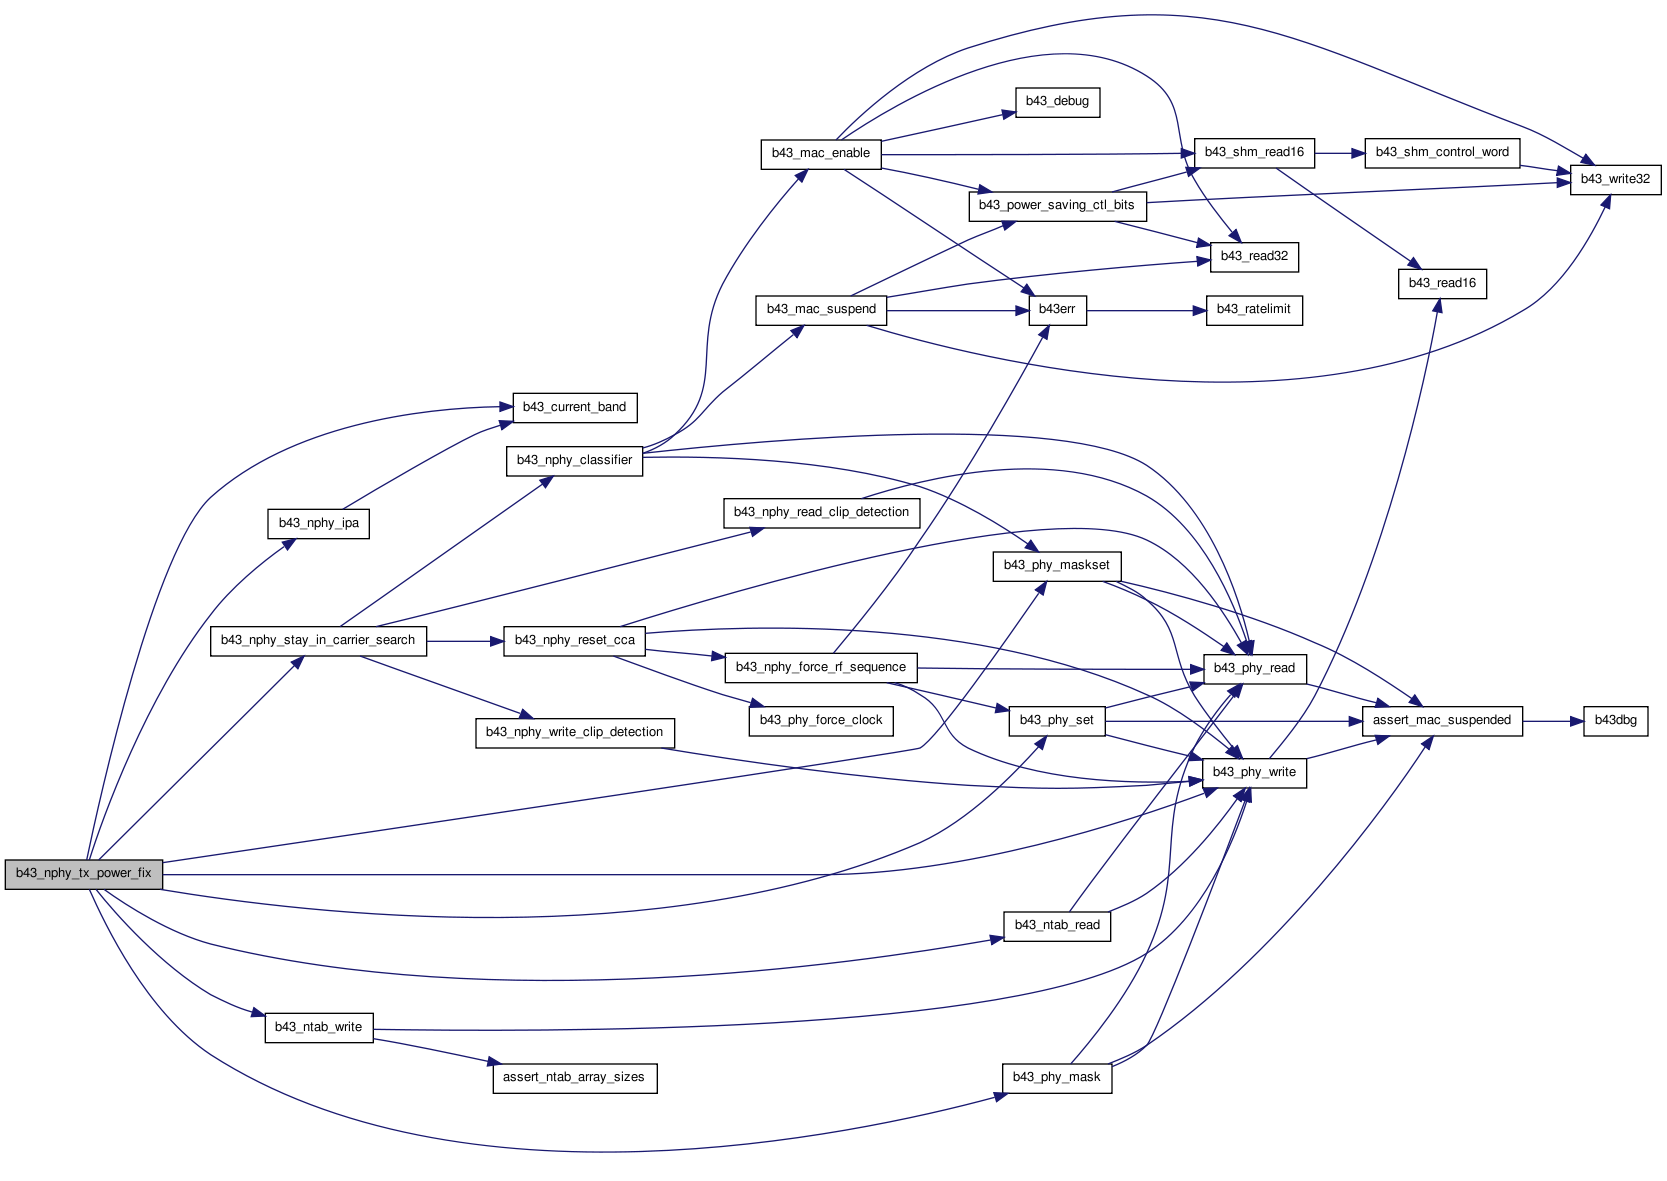 b43_debug
b43_mac_enable
b43_shm_read16
b43_shm_control_word
b43_write32
b43_power_saving_ctl_bits
b43_read32
b43_read16
b43_mac_suspend
b43err
b43_ratelimit
b43_current_band
b43_nphy_classifier
b43_nphy_read_clip_detection
b43_nphy_ipa
b43_phy_maskset
b43_nphy_stay_in_carrier_search
b43_nphy_reset_cca
b43_nphy_force_rf_sequence
b43_phy_read
b43_phy_force_clock
b43_phy_set
assert_mac_suspended
b43dbg
b43_nphy_write_clip_detection
b43_phy_write
b43_nphy_tx_power_fix
b43_ntab_read
b43_ntab_write
assert_ntab_array_sizes
b43_phy_mask